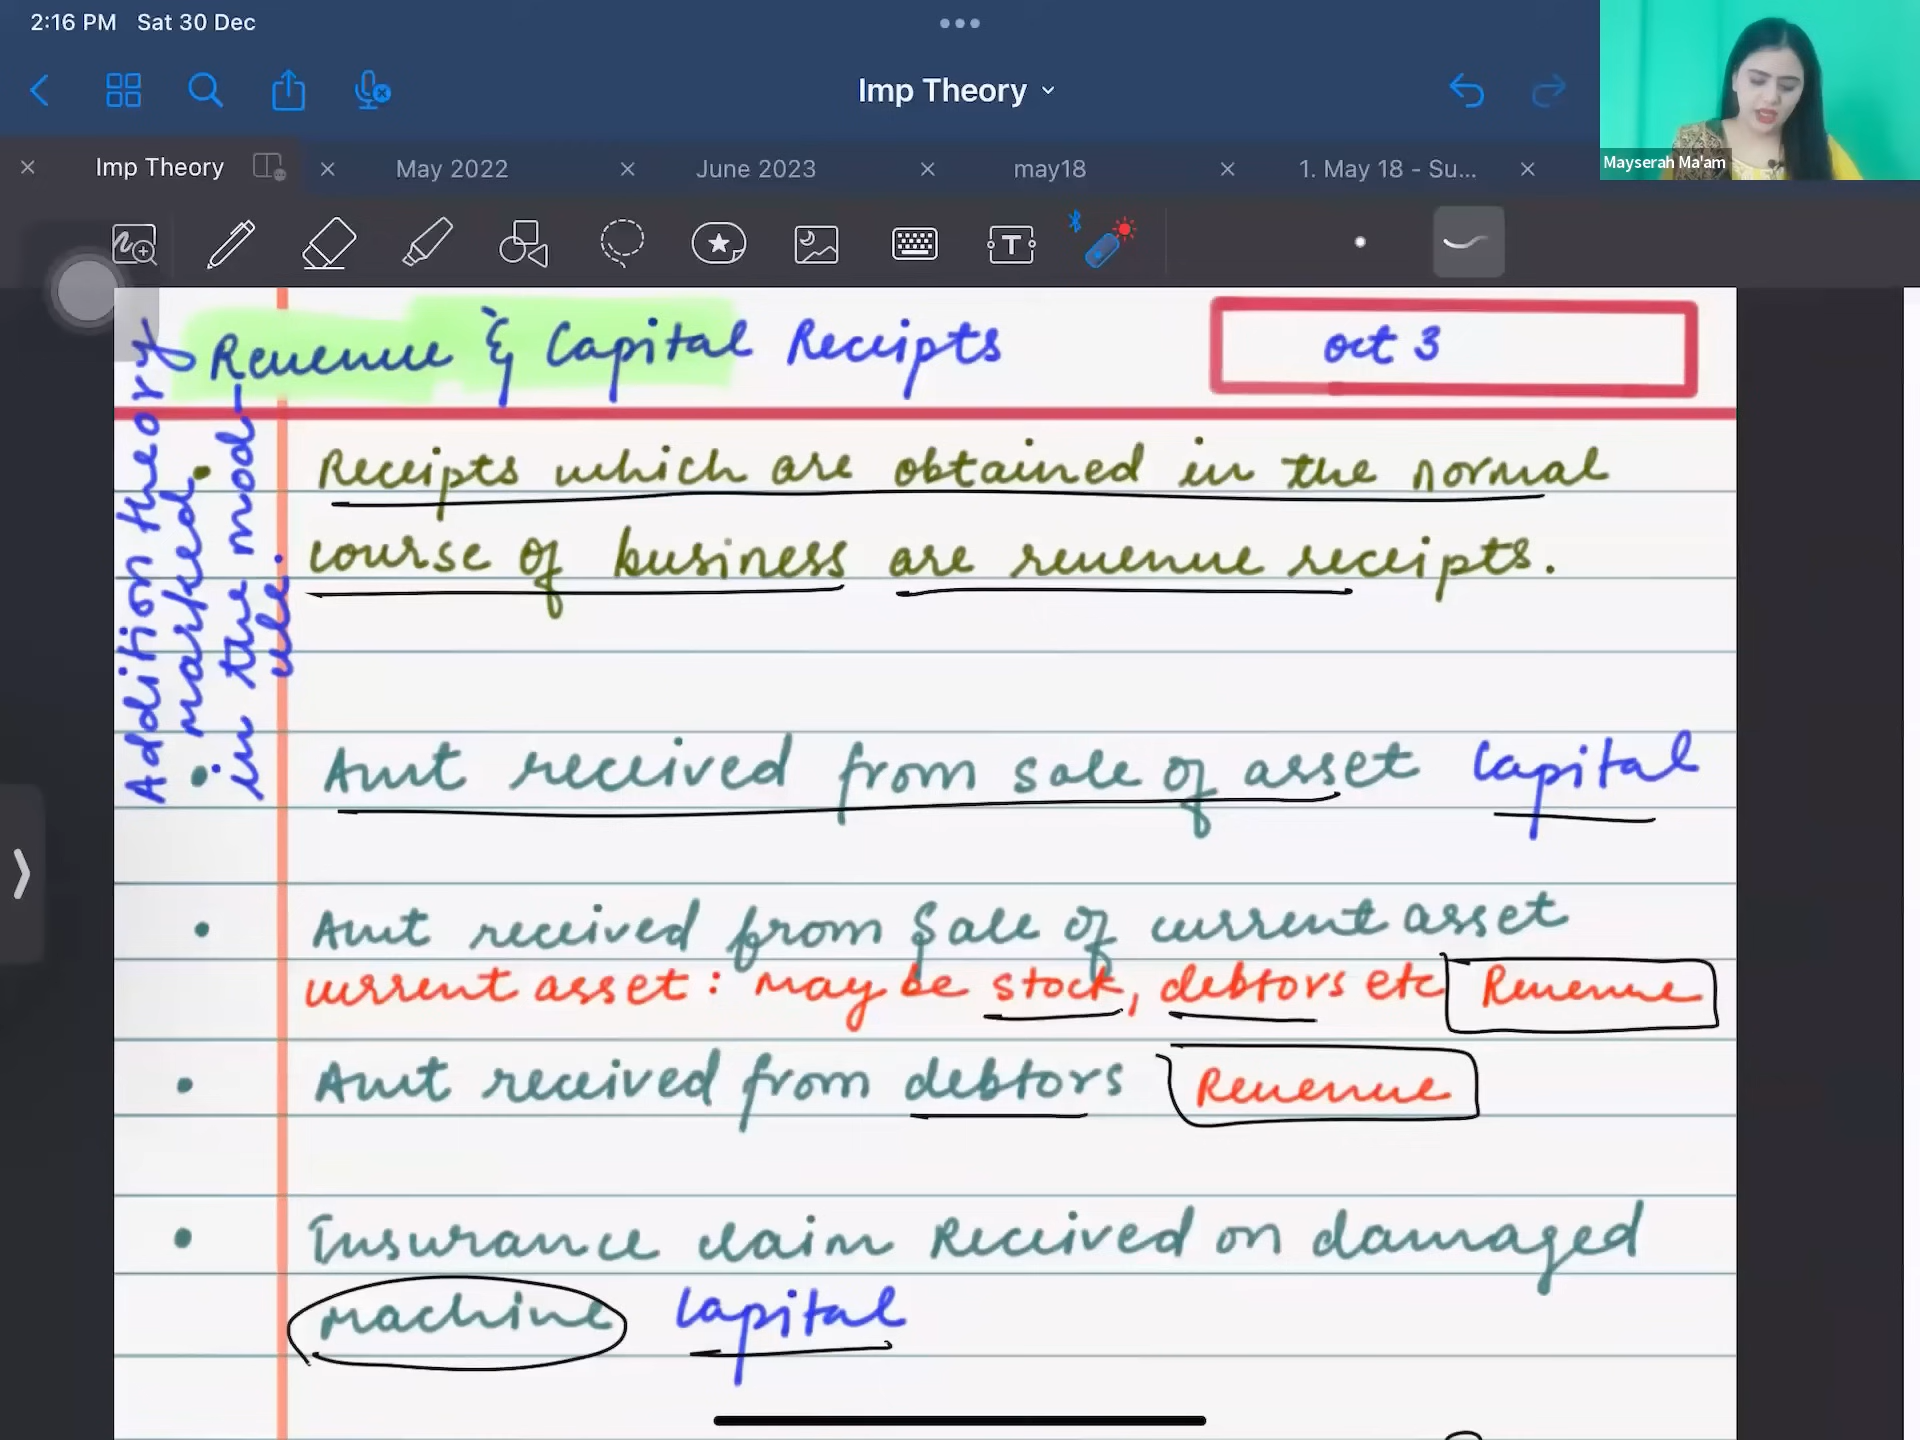 2:16 PM Sat 30 Dec
Imp Theory
Imp Theory
May 2022
June 2023
may18
1. May 18 - Su...
Mayserah Ma'am
T
Revenue & Capital Receipts
oct 3
Addition theory
marked
in the mod-
ule.
Receipts which are obtained in the normal
course of business are revenue receipts.
Amt received from sale of asset Capital
Amt received from sale of current asset
current asset : may be stock, debtors etc Revenue
Amt received from debtors Revenue
Insurance claim Received on damaged
machine Capital